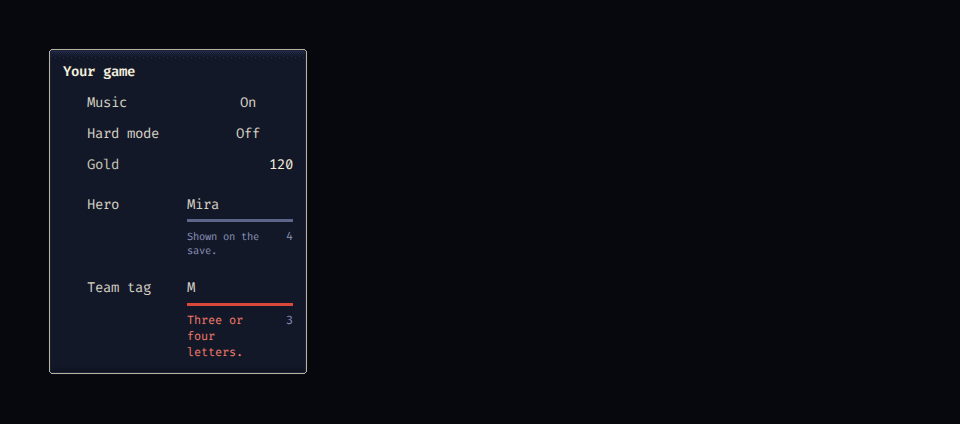 Your game
Music On
Hard mode Off
Gold 120
Hero Mira
Shown on the 4
save.
Team tag M
Three or 3
four
letters.